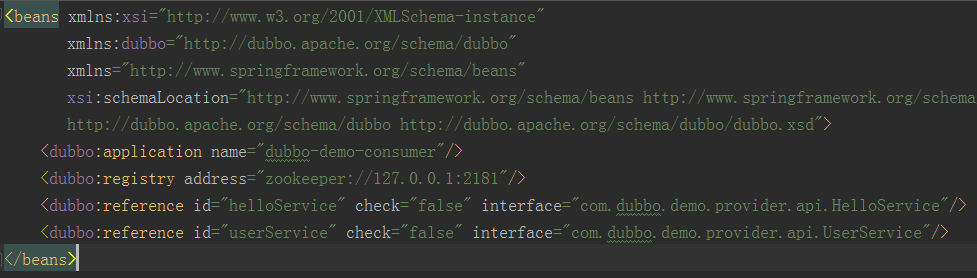 <beans xmlns:xsi="http://www.w3.org/2001/XMLSchema-instance"
xmlns:dubbo="http://dubbo.apache.org/schema/dubbo"
xmlns="http://www.springframework.org/schema/beans"
xsi:schemaLocation="http://www.springframework.org/schema/beans http://www.springframework.org/schema
http://dubbo.apache.org/schema/dubbo http://dubbo.apache.org/schema/dubbo/dubbo.xsd">
<dubbo:application name="dubbo-demo-consumer"/>
<dubbo:registry address="zookeeper://127.0.0.1:2181"/>
<dubbo:reference id="helloService" check="false" interface="com.dubbo.demo.provider.api.HelloService"/>
<dubbo:reference id="userService" check="false" interface="com.dubbo.demo.provider.api.UserService"/>
</beans>